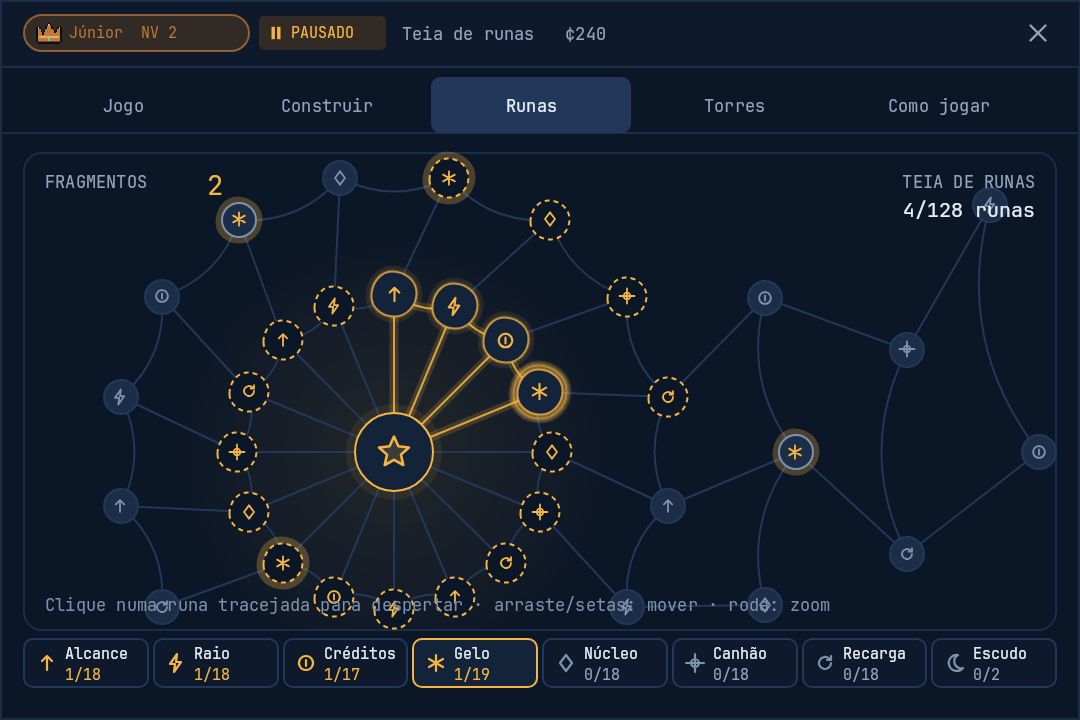 Júnior NV 2
PAUSADO
Teia de runas ¢240
Jogo
Construir
Runas
Torres
Como jogar
FRAGMENTOS 2
TEIA DE RUNAS
4/128 runas
Clique numa runa tracejada para despertar · arraste/setas: mover · roda: zoom
Alcance
1/18
Raio
1/18
Créditos
1/17
Gelo
1/19
Núcleo
0/18
Canhão
0/18
Recarga
0/18
Escudo
0/2